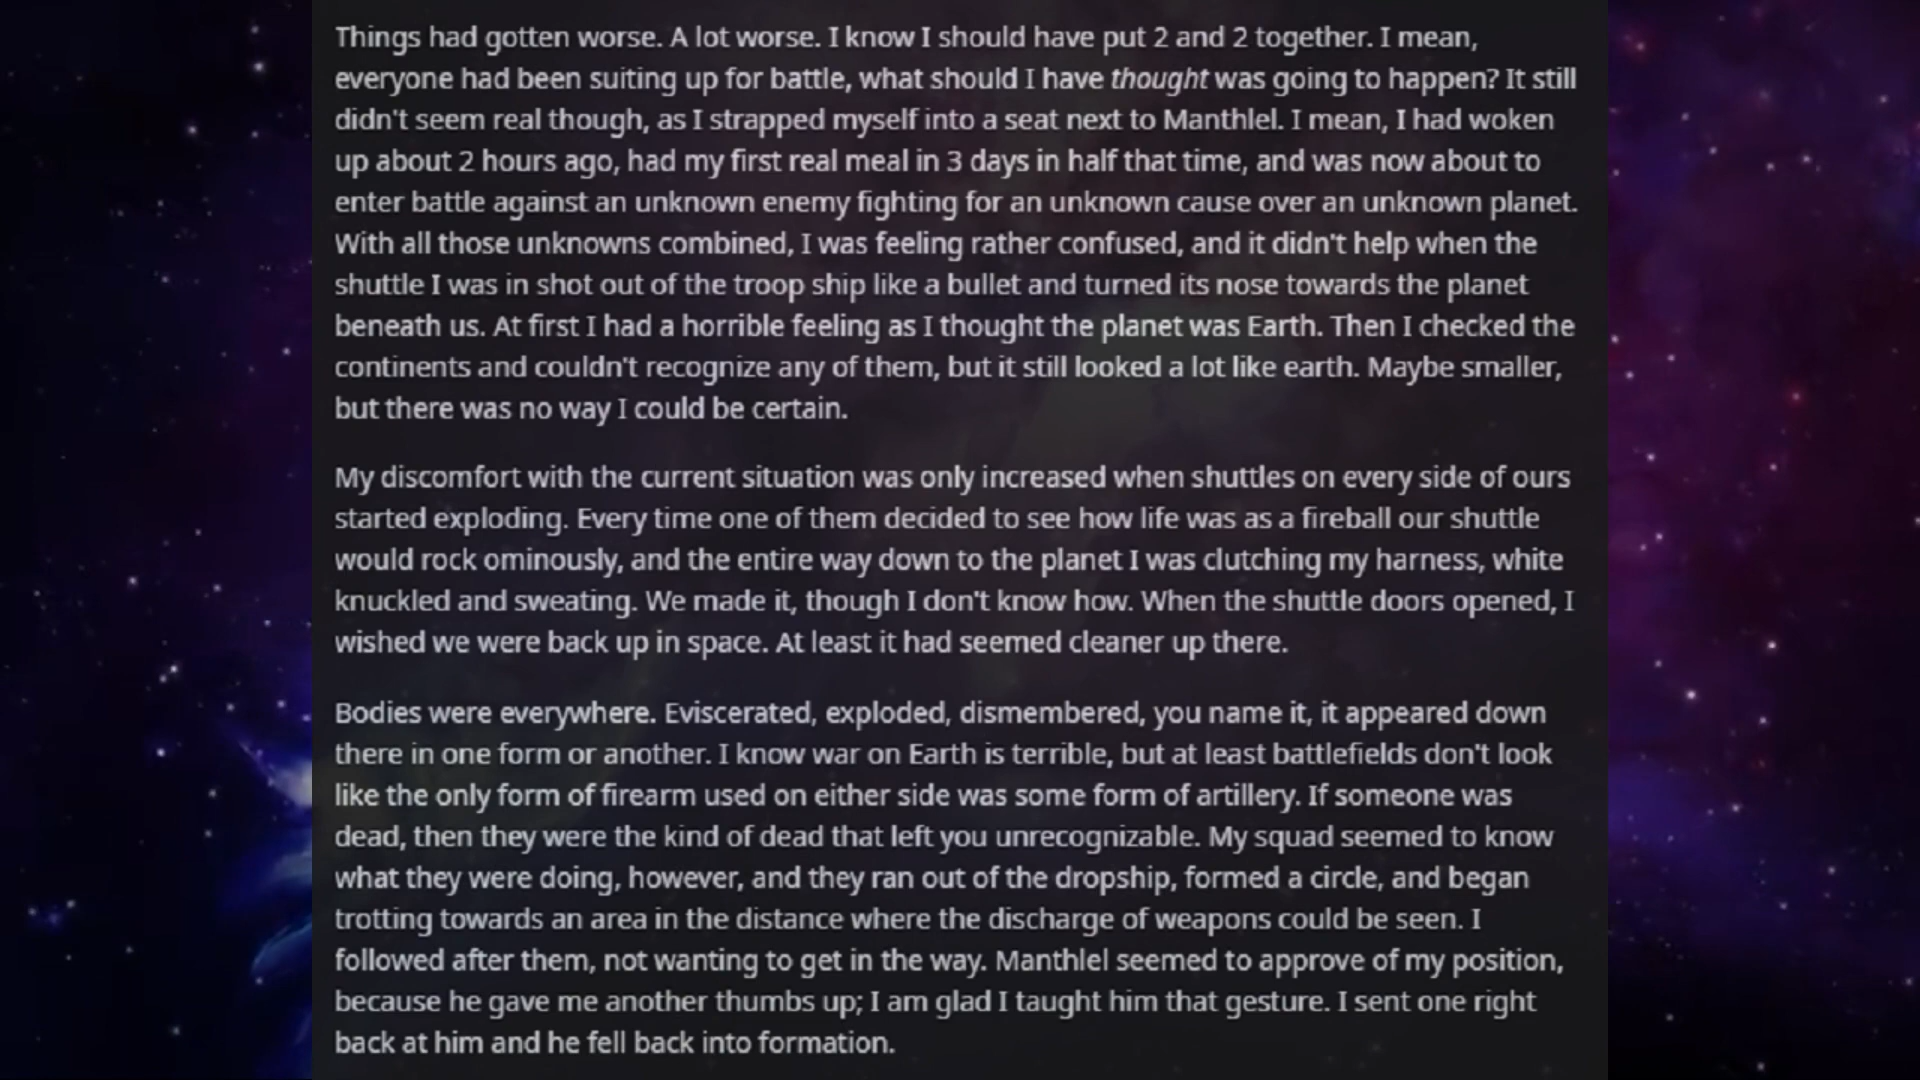 Things had gotten worse. A lot worse. I know I should have put 2 and 2 together. I mean,
everyone had been suiting up for battle, what should I have thought was going to happen? It still
didn't seem real though, as I strapped myself into a seat next to Manthlel. I mean, I had woken
up about 2 hours ago, had my first real meal in 3 days in half that time, and was now about to
enter battle against an unknown enemy fighting for an unknown cause over an unknown planet.
With all those unknowns combined, I was feeling rather confused, and it didn't help when the
shuttle I was in shot out of the troop ship like a bullet and turned its nose towards the planet
beneath us. At first I had a horrible feeling as I thought the planet was Earth. Then I checked the
continents and couldn't recognize any of them, but it still looked a lot like earth. Maybe smaller,
but there was no way I could be certain.
My discomfort with the current situation was only increased when shuttles on every side of ours
started exploding. Every time one of them decided to see how life was as a fireball our shuttle
would rock ominously, and the entire way down to the planet I was clutching my harness, white
knuckled and sweating. We made it, though I don't know how. When the shuttle doors opened, I
wished we were back up in space. At least it had seemed cleaner up there.
Bodies were everywhere. Eviscerated, exploded, dismembered, you name it, it appeared down
there in one form or another. I know war on Earth is terrible, but at least battlefields don't look
like the only form of firearm used on either side was some form of artillery. If someone was
dead, then they were the kind of dead that left you unrecognizable. My squad seemed to know
what they were doing, however, and they ran out of the dropship, formed a circle, and began
trotting towards an area in the distance where the discharge of weapons could be seen. I
followed after them, not wanting to get in the way. Manthlel seemed to approve of my position,
because he gave me another thumbs up; I am glad I taught him that gesture. I sent one right
back at him and he fell back into formation.